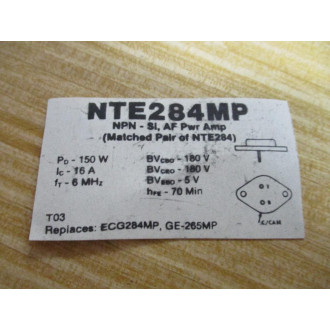 NTE284MP
NPN - Si, AF Pwr Amp
(Matched Pair of NTE284)
PD - 150 W
IC - 16 A
fT - 6 MHz
BVCBO - 180 V
BVCEO - 180 V
BVEBO - 5 V
hFE - 70 Min
T03
Replaces: ECG284MP, GE-265MP
C/CASE